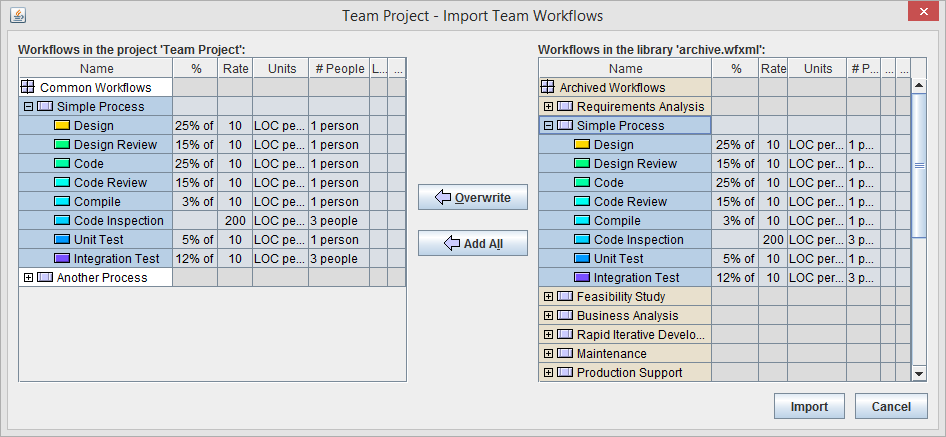 Team Project - Import Team Workflows
Workflows in the project 'Team Project':
Name % Rate Units # People L... ...
Common Workflows
Simple Process
Design 25% of 10 LOC pe... 1 person
Design Review 15% of 10 LOC pe... 1 person
Code 25% of 10 LOC pe... 1 person
Code Review 15% of 10 LOC pe... 1 person
Compile 3% of 10 LOC pe... 1 person
Code Inspection 200 LOC pe... 3 people
Unit Test 5% of 10 LOC pe... 1 person
Integration Test 12% of 10 LOC pe... 3 people
Another Process
Overwrite
Add All
Workflows in the library 'archive.wfxml':
Name % Rate Units # P... ... ...
Archived Workflows
Requirements Analysis
Simple Process
Design 25% of 10 LOC per... 1 p...
Design Review 15% of 10 LOC per... 1 p...
Code 25% of 10 LOC per... 1 p...
Code Review 15% of 10 LOC per... 1 p...
Compile 3% of 10 LOC per... 1 p...
Code Inspection 200 LOC per... 3 p...
Unit Test 5% of 10 LOC per... 1 p...
Integration Test 12% of 10 LOC per... 3 p...
Feasibility Study
Business Analysis
Rapid Iterative Develo...
Maintenance
Production Support
Import Cancel